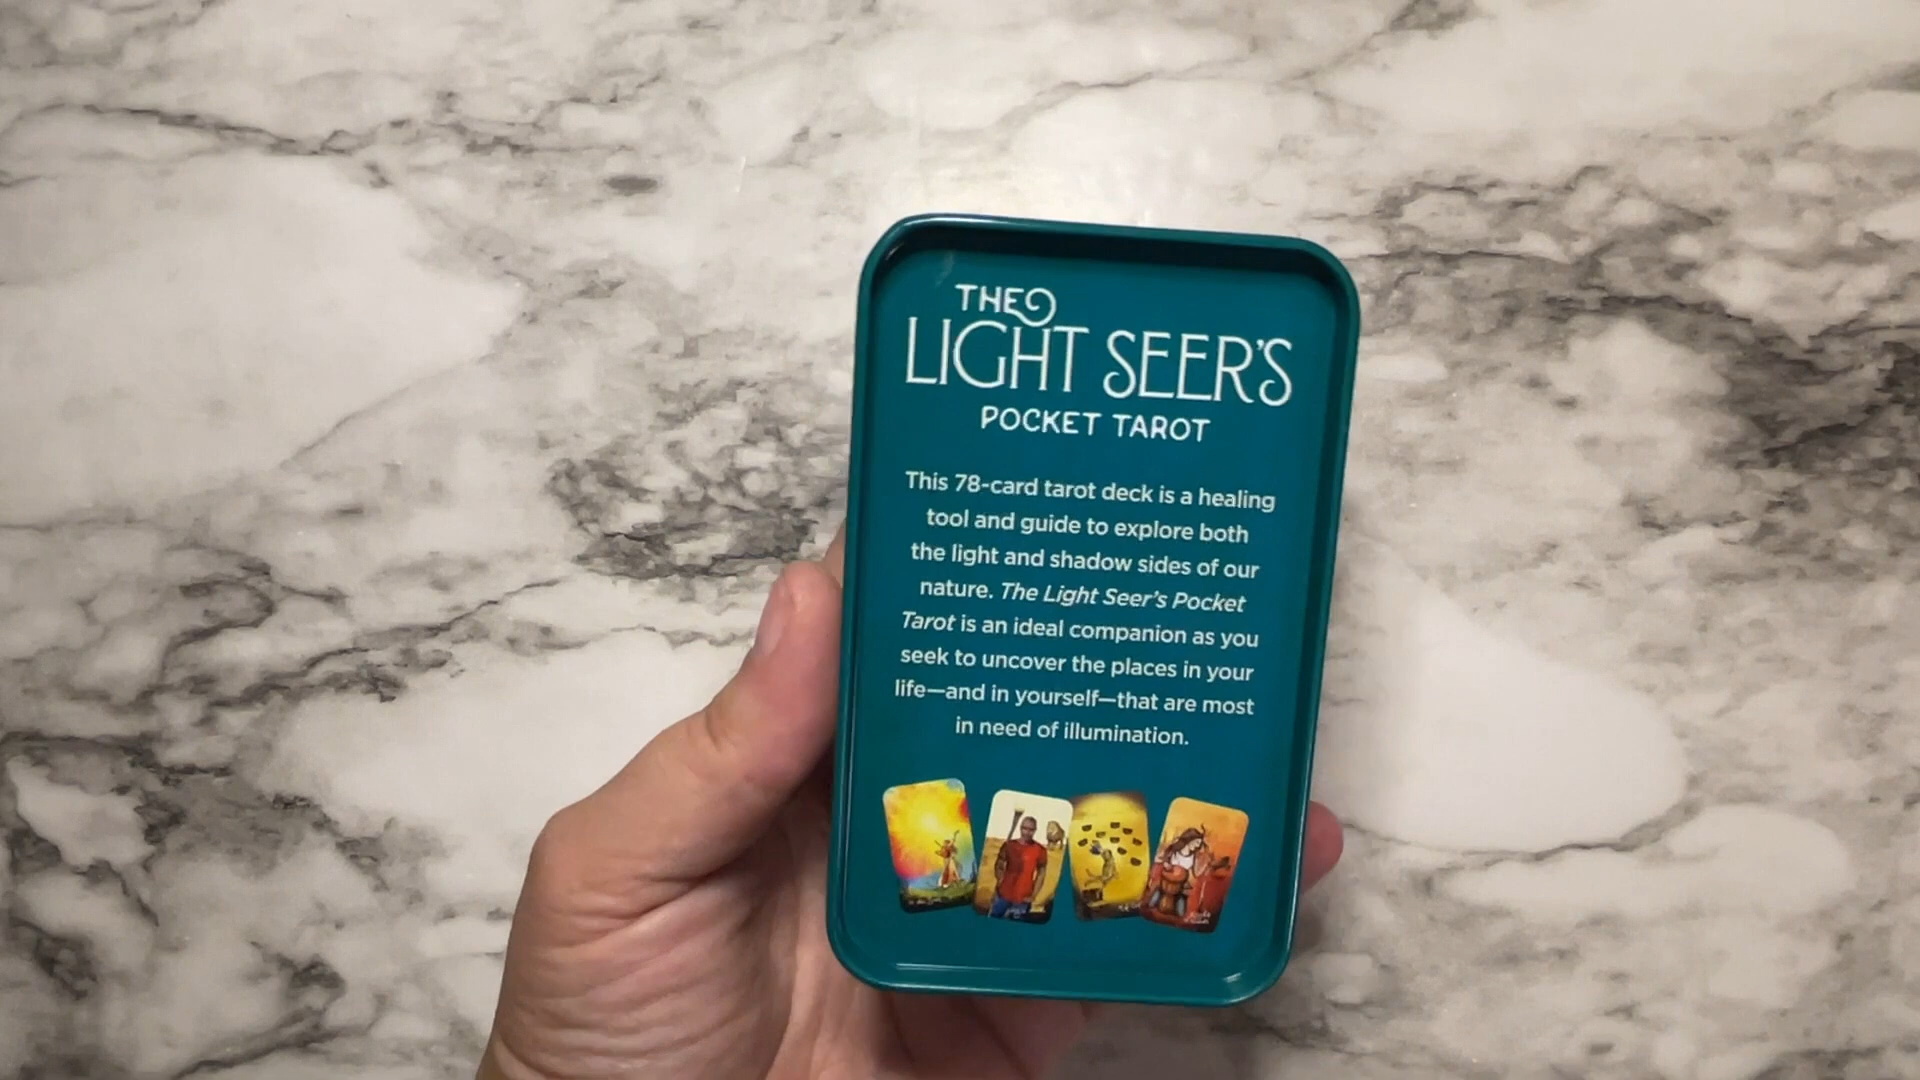 THE
LIGHT SEER'S
POCKET TAROT
This 78-card tarot deck is a healing
tool and guide to explore both
the light and shadow sides of our
nature. The Light Seer's Pocket
Tarot is an ideal companion as you
seek to uncover the places in your
life—and in yourself—that are most
in need of illumination.